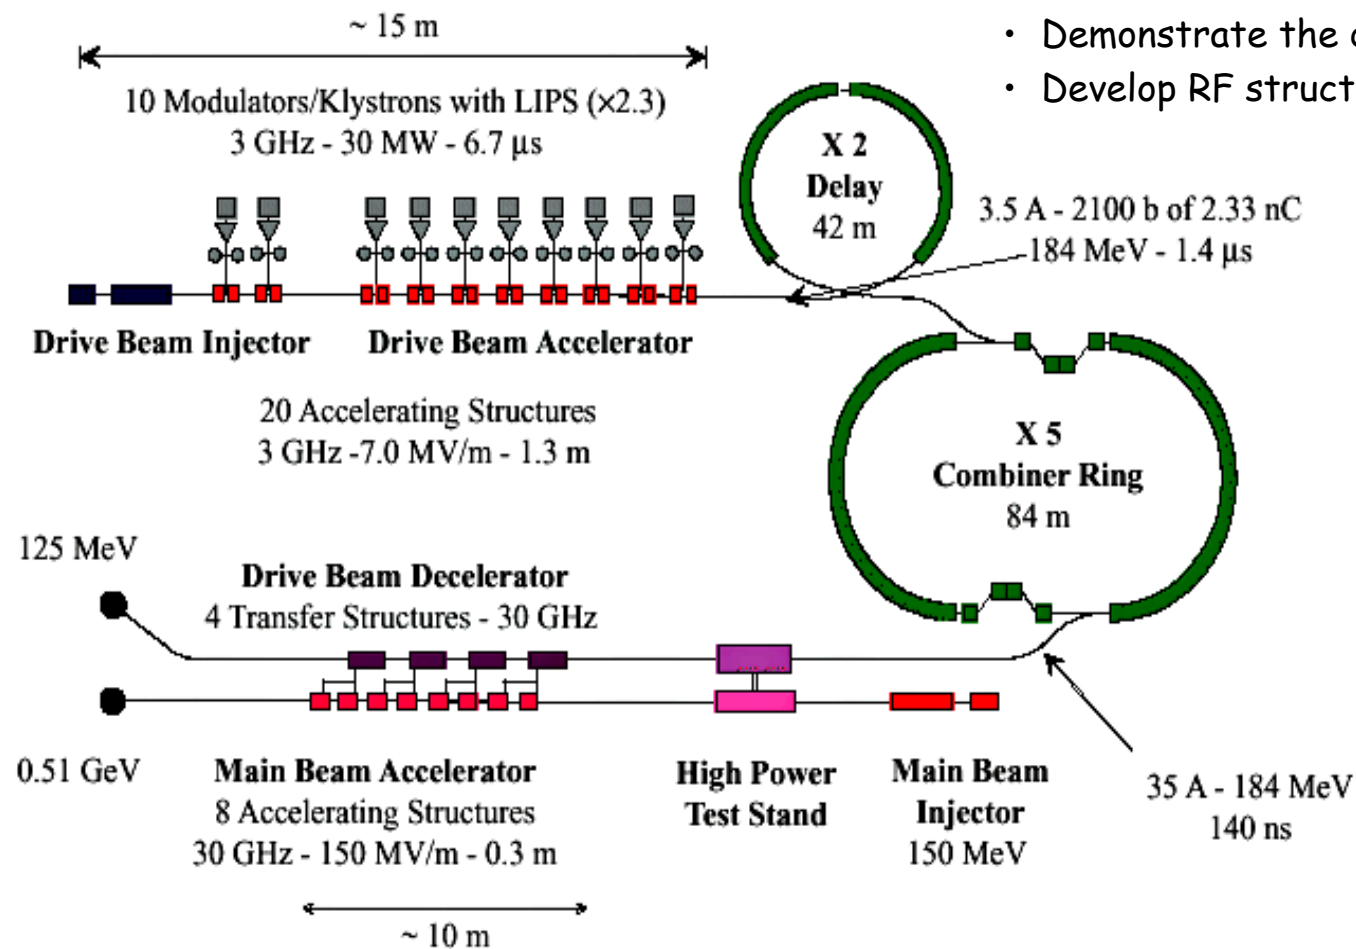 ~ 15 m
• Demonstrate the
• Develop RF struct
10 Modulators/Klystrons with LIPS (×2.3)
3 GHz - 30 MW - 6.7 µs
X 2
Delay
42 m
3.5 A - 2100 b of 2.33 nC
184 MeV - 1.4 µs
Drive Beam Injector
Drive Beam Accelerator
20 Accelerating Structures
3 GHz -7.0 MV/m - 1.3 m
X 5
Combiner Ring
84 m
125 MeV
Drive Beam Decelerator
4 Transfer Structures - 30 GHz
0.51 GeV
Main Beam Accelerator
8 Accelerating Structures
30 GHz - 150 MV/m - 0.3 m
High Power
Test Stand
Main Beam
Injector
150 MeV
35 A - 184 MeV
140 ns
~ 10 m